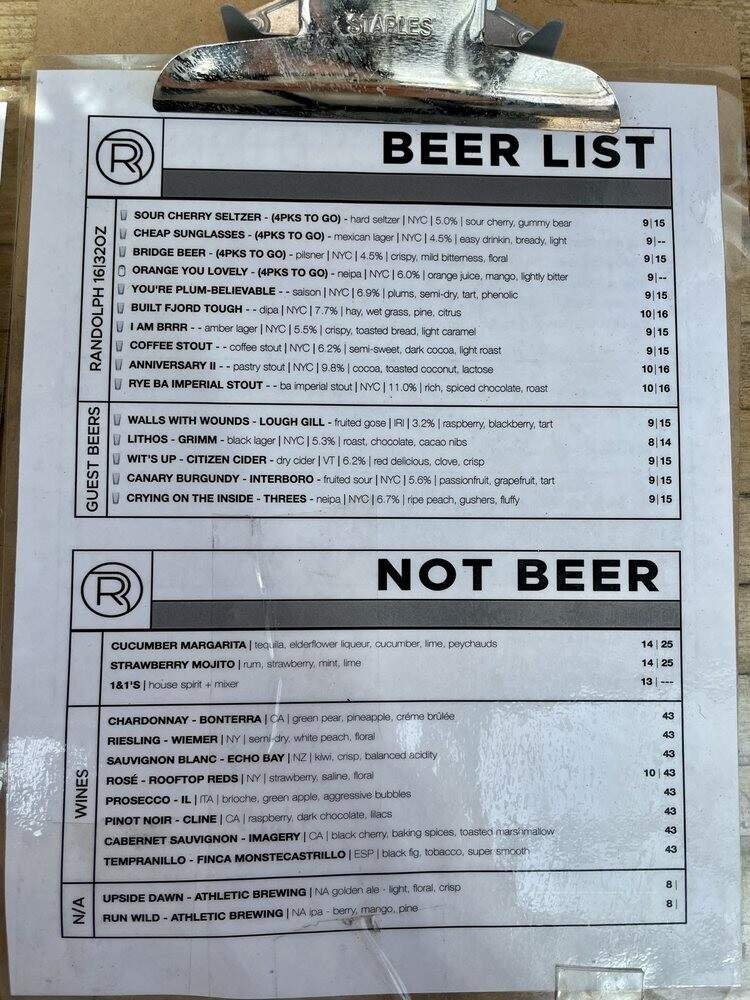 STAPLES
R
BEER LIST
RANDOLPH 16|32OZ
SOUR CHERRY SELTZER - (4PKS TO GO) - hard seltzer | NYC | 5.0% | sour cherry, gummy bear 9|15
CHEAP SUNGLASSES - (4PKS TO GO) - mexican lager | NYC | 4.5% | easy drinkin, bready, light 9|--
BRIDGE BEER - (4PKS TO GO) - pilsner | NYC | 4.5% | crispy, mild bitterness, floral 9|15
ORANGE YOU LOVELY - (4PKS TO GO) - neipa | NYC | 6.0% | orange juice, mango, lightly bitter 9|--
YOU'RE PLUM-BELIEVABLE - - saison | NYC | 6.9% | plums, semi-dry, tart, phenolic 9|15
BUILT FJORD TOUGH - - dipa | NYC | 7.7% | hay, wet grass, pine, citrus 10|16
I AM BRRR - - amber lager | NYC | 5.5% | crispy, toasted bread, light caramel 9|15
COFFEE STOUT - - coffee stout | NYC | 6.2% | semi-sweet, dark cocoa, light roast 9|15
ANNIVERSARY II - - pastry stout | NYC | 9.8% | cocoa, toasted coconut, lactose 10|16
RYE BA IMPERIAL STOUT - - ba imperial stout | NYC | 11.0% | rich, spiced chocolate, roast 10|16
GUEST BEERS
WALLS WITH WOUNDS - LOUGH GILL - fruited gose | IRI | 3.2% | raspberry, blackberry, tart 9|15
LITHOS - GRIMM - black lager | NYC | 5.3% | roast, chocolate, cacao nibs 8|14
WIT'S UP - CITIZEN CIDER - dry cider | VT | 6.2% | red delicious, clove, crisp 9|15
CANARY BURGUNDY - INTERBORO - fruited sour | NYC | 5.6% | passionfruit, grapefruit, tart 9|15
CRYING ON THE INSIDE - THREES - neipa | NYC | 6.7% | ripe peach, gushers, fluffy 9|15
R
NOT BEER
CUCUMBER MARGARITA | tequila, elderflower liqueur, cucumber, lime, peychauds 14 | 25
STRAWBERRY MOJITO | rum, strawberry, mint, lime 14 | 25
1&1'S | house spirit + mixer 13 | ---
WINES
CHARDONNAY - BONTERRA | CA | green pear, pineapple, créme brûlée 43
RIESLING - WIEMER | NY | semi-dry, white peach, floral 43
SAUVIGNON BLANC - ECHO BAY | NZ | kiwi, crisp, balanced acidity 43
ROSÉ - ROOFTOP REDS | NY | strawberry, saline, floral 10 | 43
PROSECCO - IL | ITA | brioche, green apple, aggressive bubbles 43
PINOT NOIR - CLINE | CA | raspberry, dark chocolate, lilacs 43
CABERNET SAUVIGNON - IMAGERY | CA | black cherry, baking spices, toasted marshmallow 43
TEMPRANILLO - FINCA MONSTECASTRILLO | ESP | black fig, tobacco, super smooth 43
N/A
UPSIDE DAWN - ATHLETIC BREWING | NA golden ale - light, floral, crisp 8 |
RUN WILD - ATHLETIC BREWING | NA ipa - berry, mango, pine 8 |